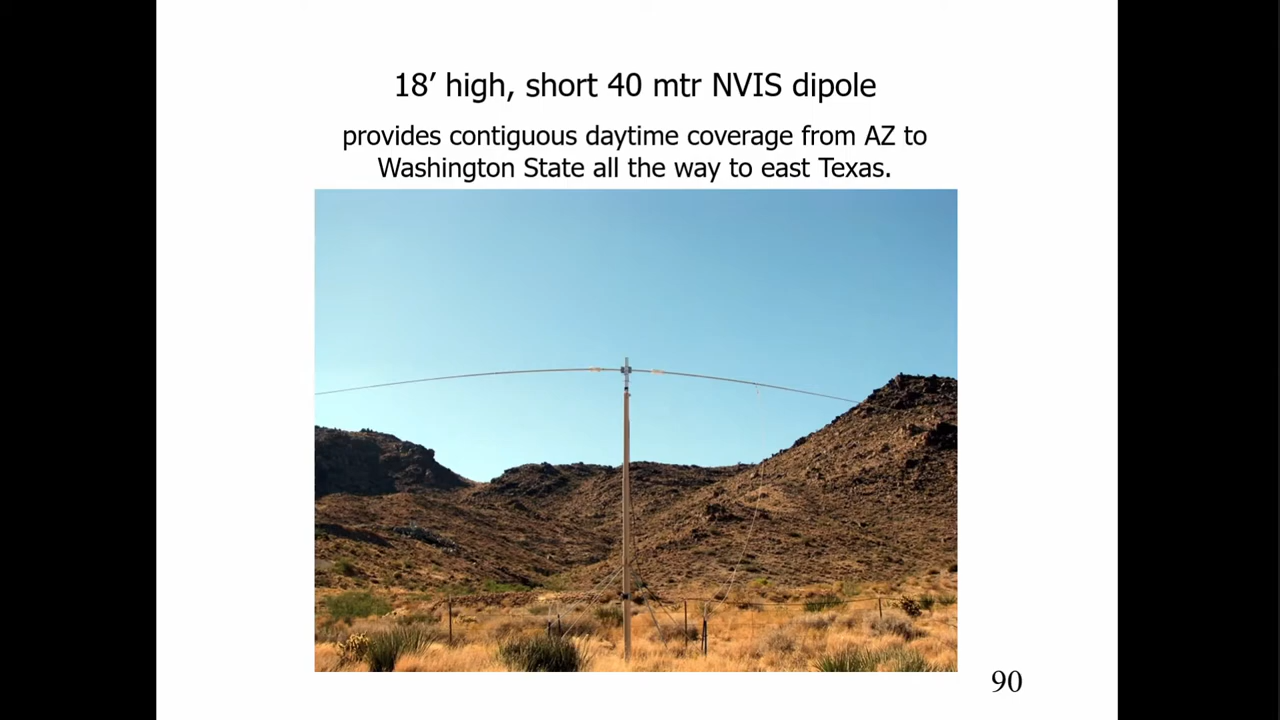 18’ high, short 40 mtr NVIS dipole
provides contiguous daytime coverage from AZ to
Washington State all the way to east Texas.
90